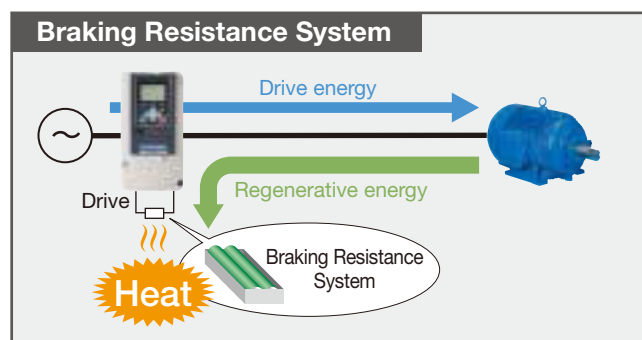 Braking Resistance System
Drive energy
Regenerative energy
Drive
Braking Resistance
System
Heat